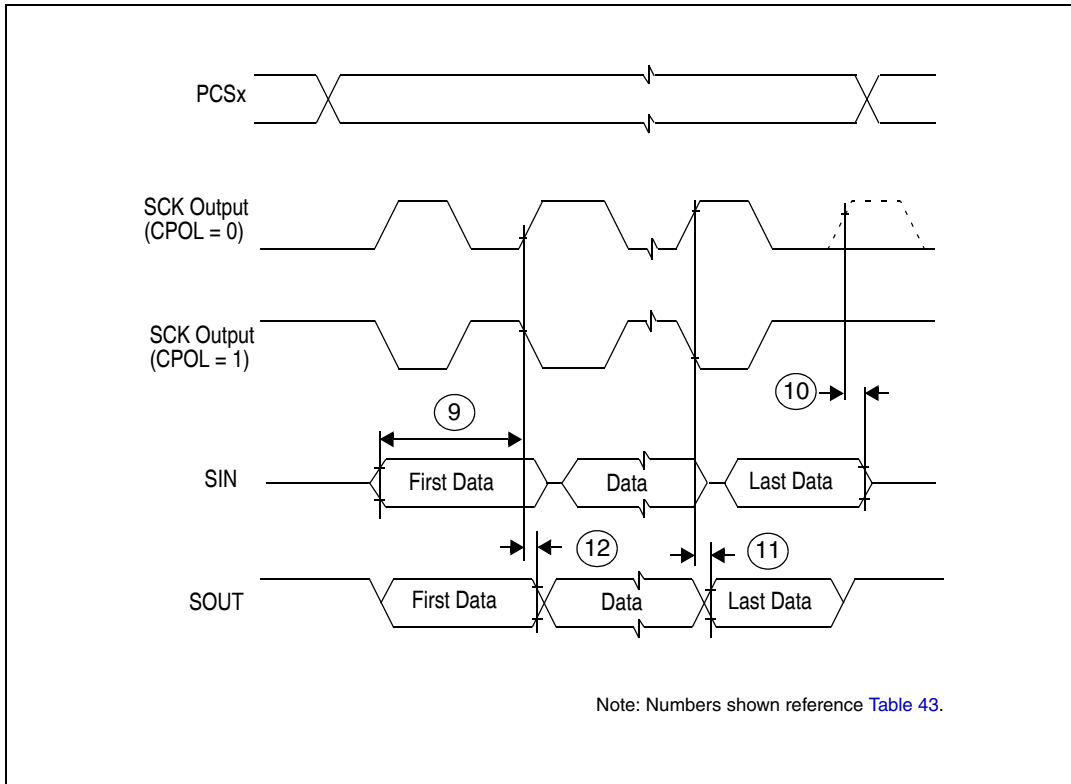 PCSx
SCK Output
(CPOL = 0)
SCK Output
(CPOL = 1)
10
9
SIN
First Data
Data
Last Data
12
11
SOUT
First Data
Data
Last Data
Note: Numbers shown reference Table 43.